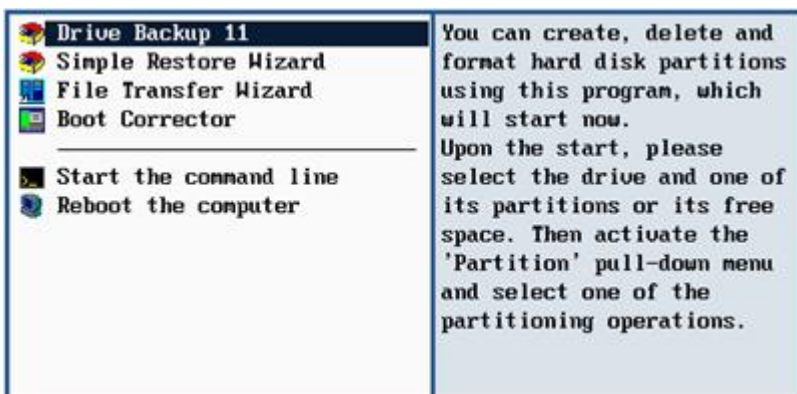 Drive Backup 11
Simple Restore Wizard
File Transfer Wizard
Boot Corrector
Start the command line
Reboot the computer
You can create, delete and
format hard disk partitions
using this program, which
will start now.
Upon the start, please
select the drive and one of
its partitions or its free
space. Then activate the
'Partition' pull-down menu
and select one of the
partitioning operations.